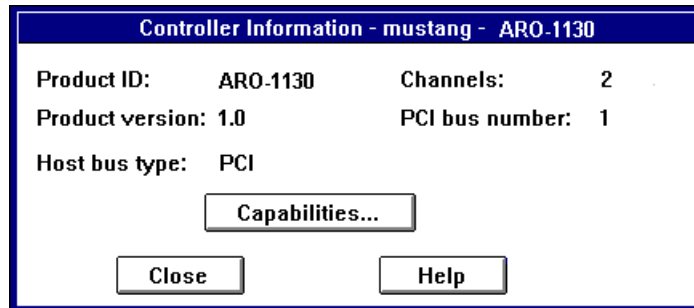 Controller Information - mustang - ARO-1130
Product ID: ARO-1130 Channels: 2
Product version: 1.0 PCI bus number: 1
Host bus type: PCI
Capabilities...
Close Help